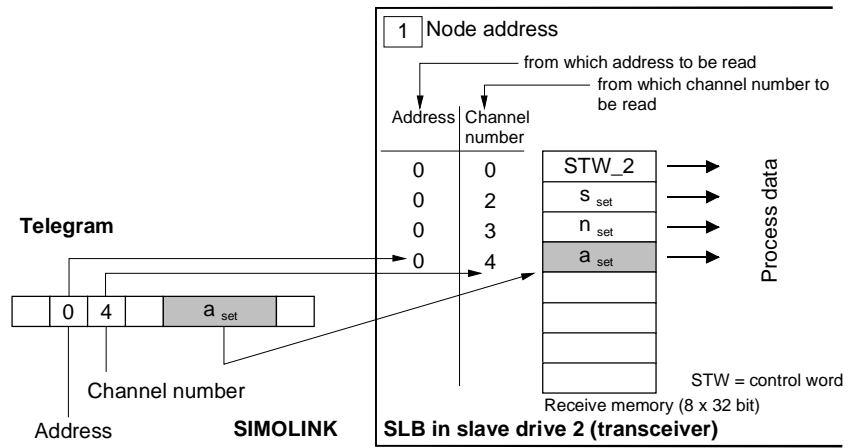 1 Node address
from which address to be read
from which channel number to
be read
Address Channel
number
0 0 STW_2
0 2 s set
0 3 n set
0 4 a set
Process data
Telegram
0 4 a set
Channel number
Address
SIMOLINK
STW = control word
Receive memory (8 x 32 bit)
SLB in slave drive 2 (transceiver)